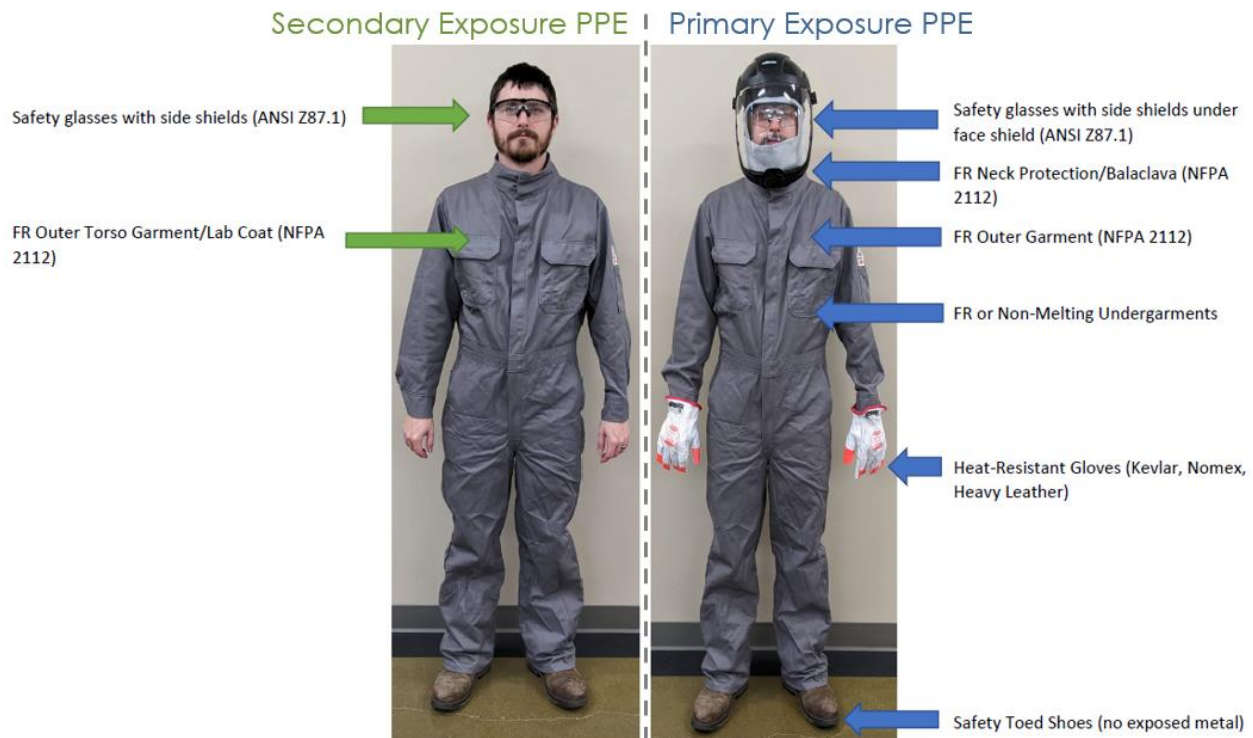 Secondary Exposure PPE
Primary Exposure PPE
Safety glasses with side shields (ANSI Z87.1)
FR Outer Torso Garment/Lab Coat (NFPA
2112)
Safety glasses with side shields under
face shield (ANSI Z87.1)
FR Neck Protection/Balaclava (NFPA
2112)
FR Outer Garment (NFPA 2112)
FR or Non-Melting Undergarments
Heat-Resistant Gloves (Kevlar, Nomex,
Heavy Leather)
Safety Toed Shoes (no exposed metal)